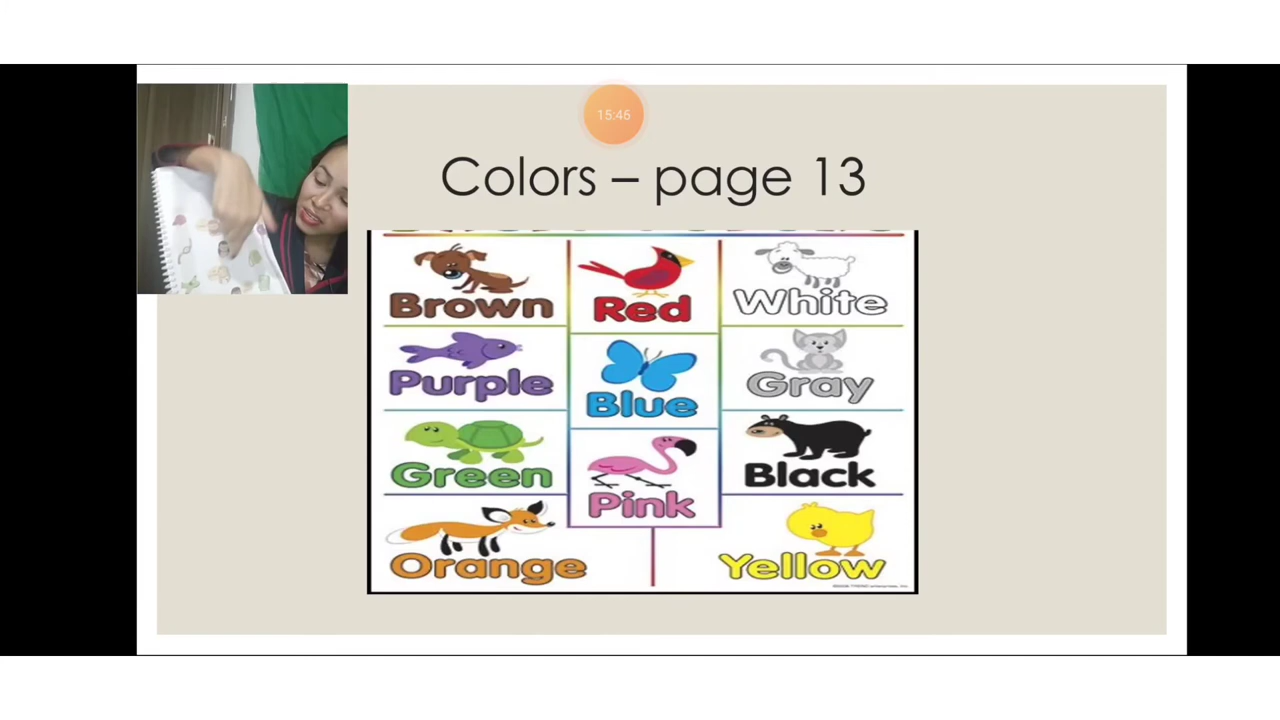 15:46
Colors – page 13
Brown
Red
White
Purple
Blue
Gray
Green
Pink
Black
Orange
Yellow